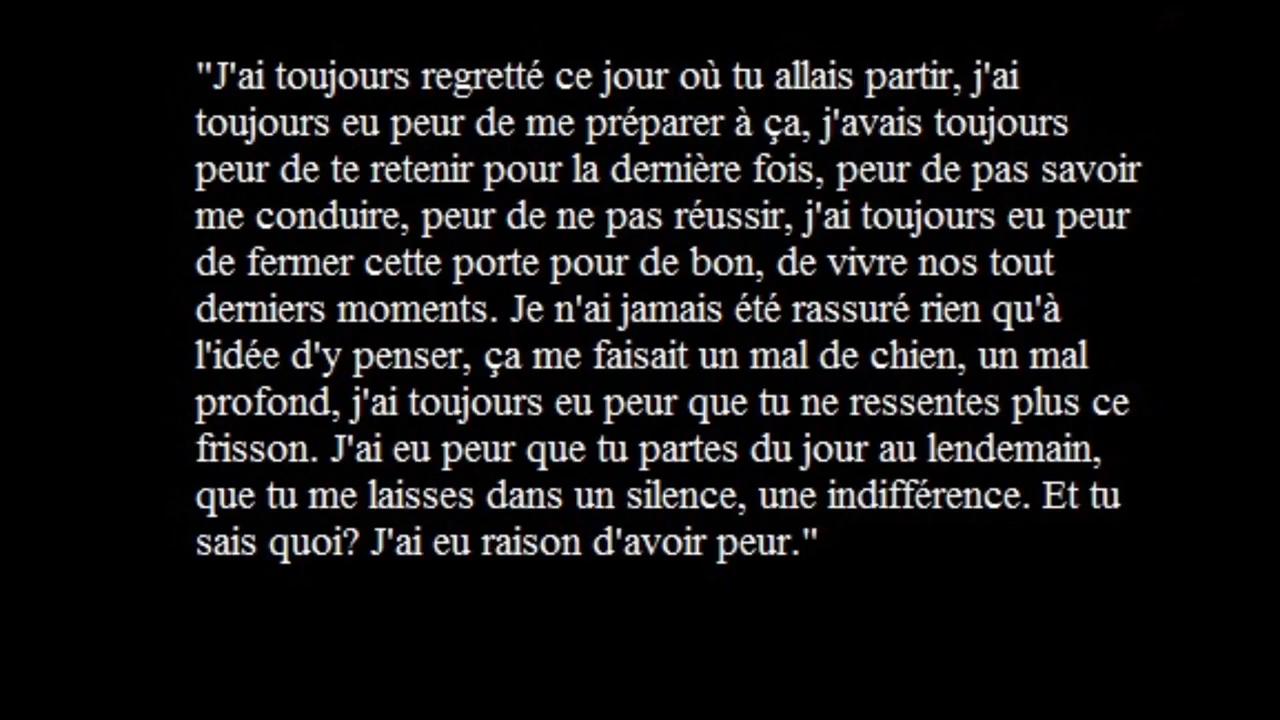 "J'ai toujours regretté ce jour où tu allais partir, j'ai
toujours eu peur de me préparer à ça, j'avais toujours
peur de te retenir pour la dernière fois, peur de pas savoir
me conduire, peur de ne pas réussir, j'ai toujours eu peur
de fermer cette porte pour de bon, de vivre nos tout
derniers moments. Je n'ai jamais été rassuré rien qu'à
l'idée d'y penser, ça me faisait un mal de chien, un mal
profond, j'ai toujours eu peur que tu ne ressentes plus ce
frisson. J'ai eu peur que tu partes du jour au lendemain,
que tu me laisses dans un silence, une indifférence. Et tu
sais quoi? J'ai eu raison d'avoir peur."